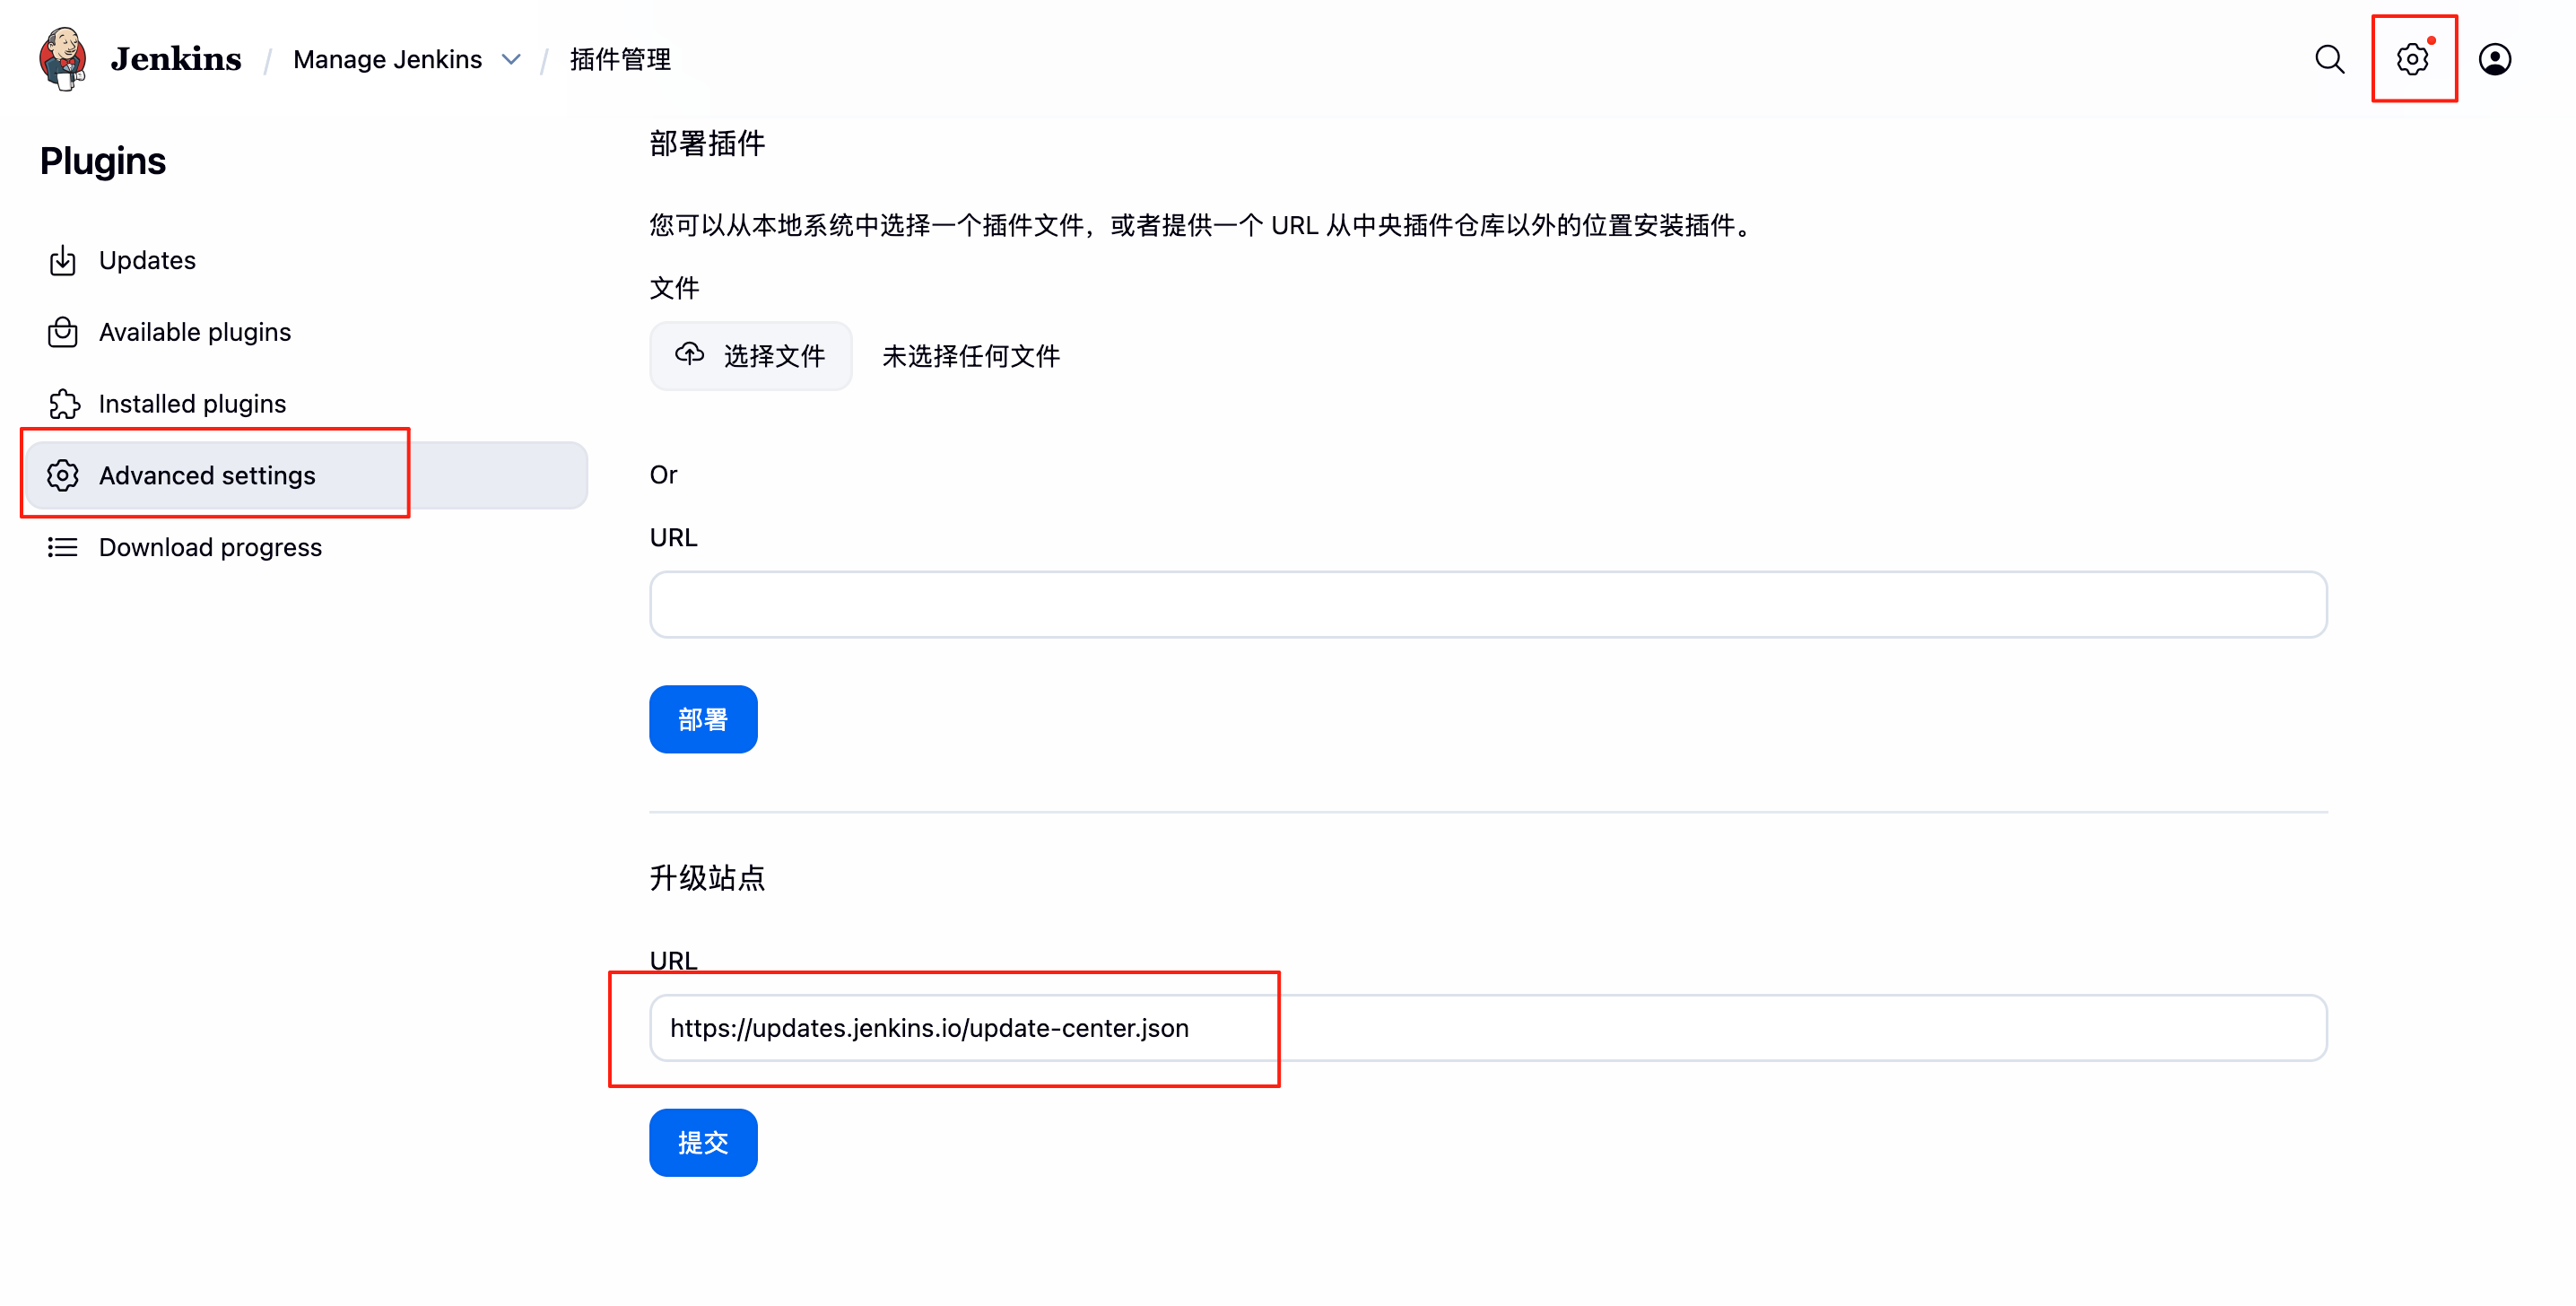 Jenkins / Manage Jenkins / 插件管理
Plugins
Updates
Available plugins
Installed plugins
Advanced settings
Download progress
部署插件
您可以从本地系统中选择一个插件文件，或者提供一个 URL 从中央插件仓库以外的位置安装插件。
文件
选择文件 未选择任何文件
Or
URL
部署
升级站点
URL
https://updates.jenkins.io/update-center.json
提交